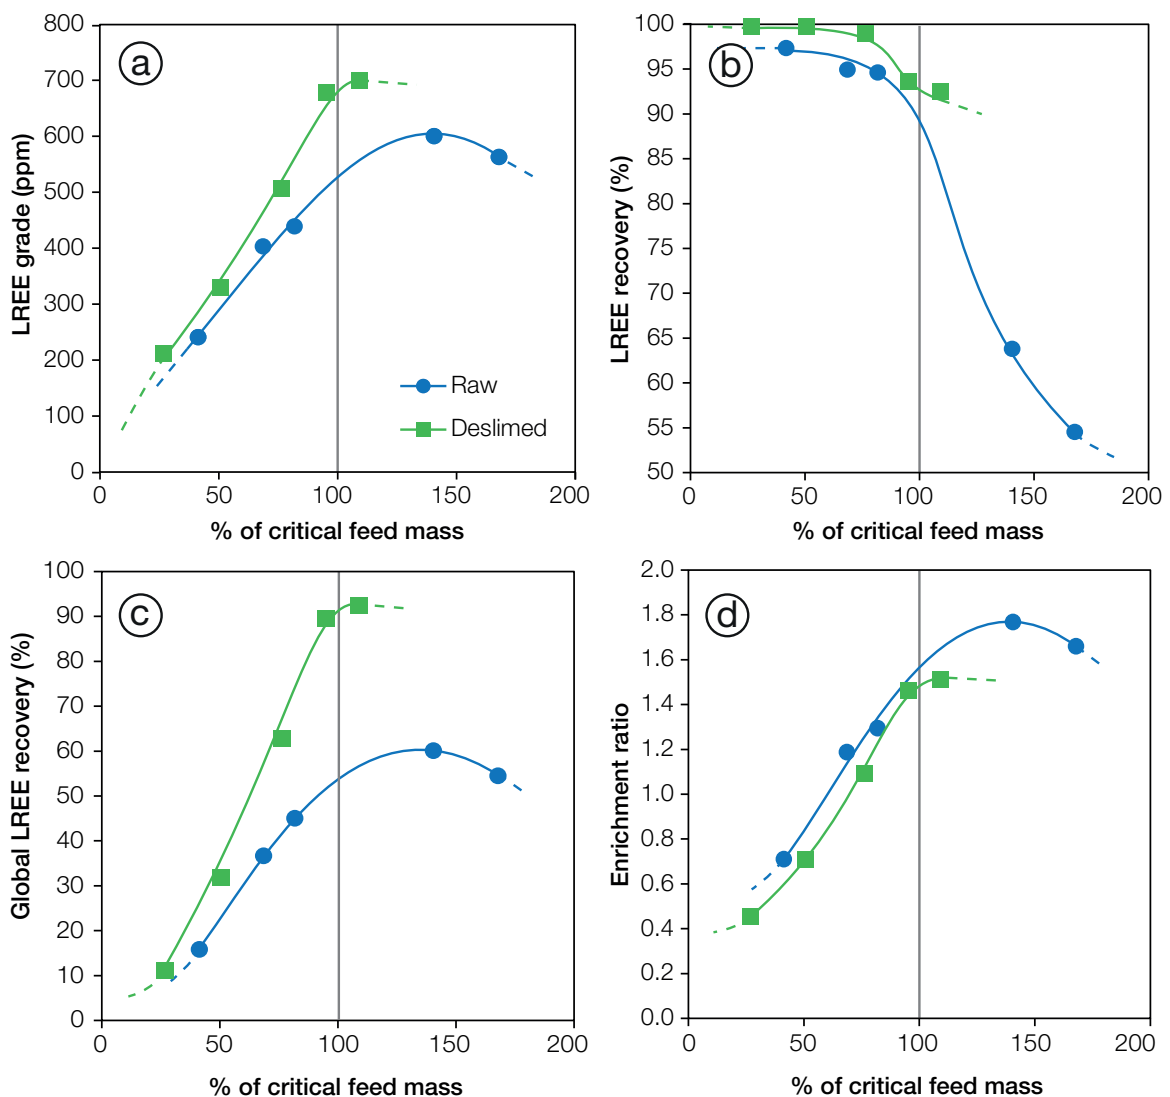 800
700
600
500
400
300
200
100
0
LREE grade (ppm)
a
Raw
Deslimed
0 50 100 150 200
% of critical feed mass
100
95
90
85
80
75
70
65
60
55
50
LREE recovery (%)
b
0 50 100 150 200
% of critical feed mass
100
90
80
70
60
50
40
30
20
10
0
Global LREE recovery (%)
c
0 50 100 150 200
% of critical feed mass
2.0
1.8
1.6
1.4
1.2
1.0
0.8
0.6
0.4
0.2
0.0
Enrichment ratio
d
0 50 100 150 200
% of critical feed mass